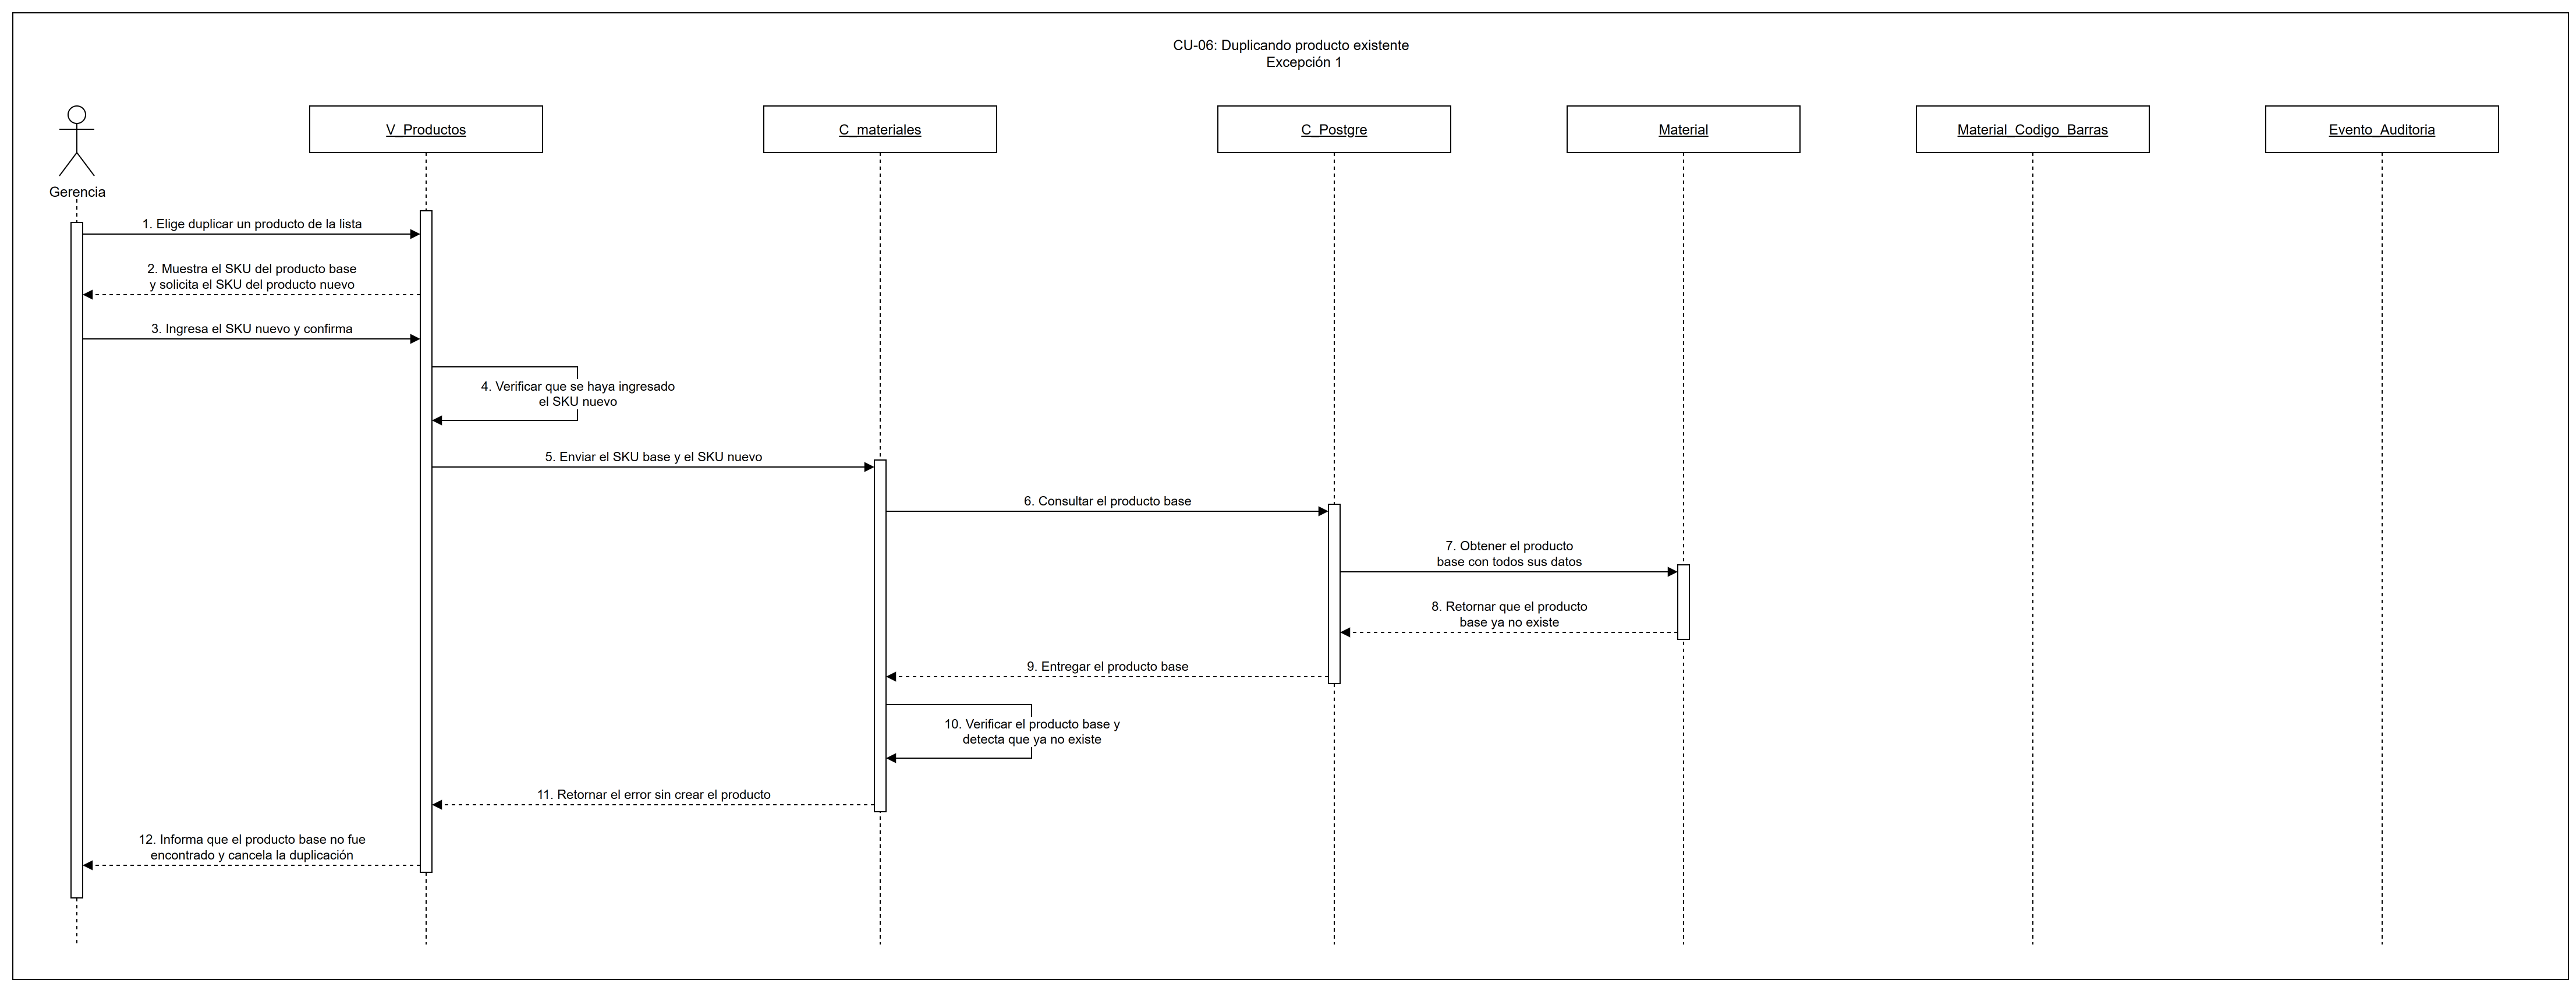 CU-06: Duplicando producto existente
Excepción 1
V_Productos
C_materiales
C_Postgre
Material
Material_Codigo_Barras
Evento_Auditoria
Gerencia
1. Elige duplicar un producto de la lista
2. Muestra el SKU del producto base
y solicita el SKU del producto nuevo
3. Ingresa el SKU nuevo y confirma
4. Verificar que se haya ingresado
el SKU nuevo
5. Enviar el SKU base y el SKU nuevo
6. Consultar el producto base
7. Obtener el producto
base con todos sus datos
8. Retornar que el producto
base ya no existe
9. Entregar el producto base
10. Verificar el producto base y
detecta que ya no existe
11. Retornar el error sin crear el producto
12. Informa que el producto base no fue
encontrado y cancela la duplicación